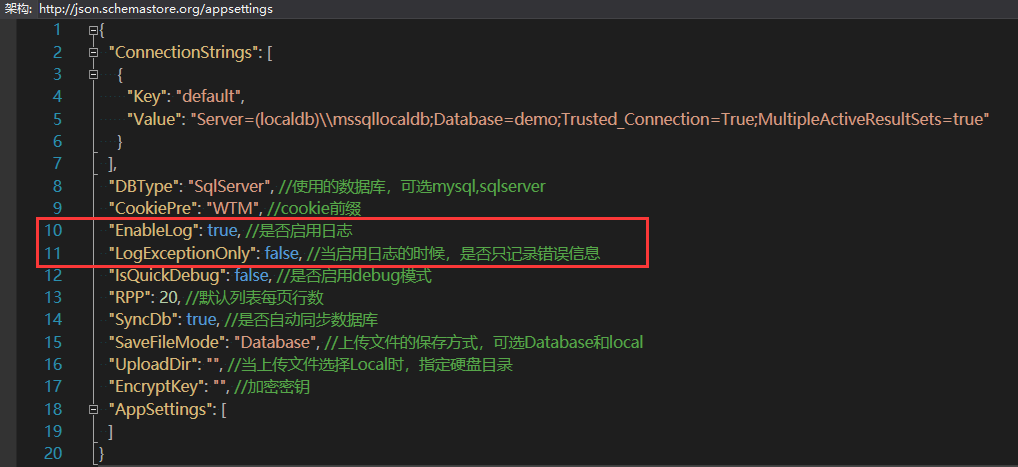 架构: http://json.schemastore.org/appsettings
1 {
2 "ConnectionStrings": [
3 {
4 "Key": "default",
5 "Value": "Server=(localdb)\\mssqllocaldb;Database=demo;Trusted_Connection=True;MultipleActiveResultSets=true"
6 }
7 ],
8 "DBType": "SqlServer", //使用的数据库，可选mysql,sqlserver
9 "CookiePre": "WTM", //cookie前缀
10 "EnableLog": true, //是否启用日志
11 "LogExceptionOnly": false, //当启用日志的时候，是否只记录错误信息
12 "IsQuickDebug": false, //是否启用debug模式
13 "RPP": 20, //默认列表每页行数
14 "SyncDb": true, //是否自动同步数据库
15 "SaveFileMode": "Database", //上传文件的保存方式，可选Database和local
16 "UploadDir": "", //当上传文件选择Local时，指定硬盘目录
17 "EncryptKey": "", //加密密钥
18 "AppSettings": [
19 ]
20 }